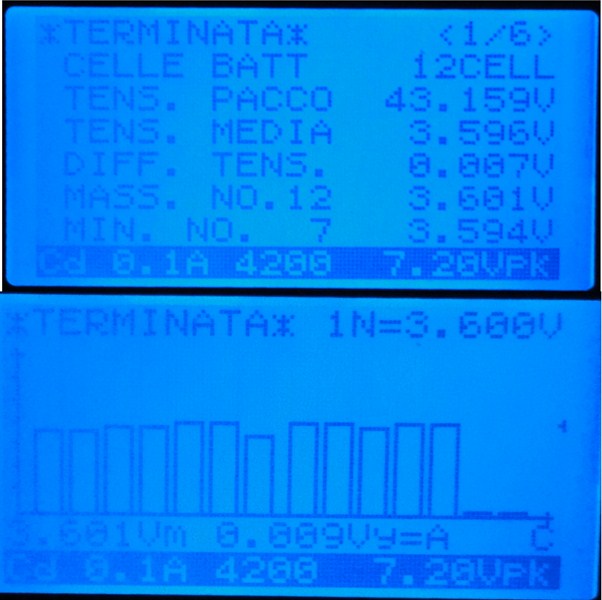 *TERMINATA* <1/6>
CELLE BATT 12CELL
TENS. PACCO 43.159V
TENS. MEDIA 3.596V
DIFF. TENS. 0.007V
MASS. NO.12 3.601V
MIN. NO. 7 3.594V
Cd 0.1A 4200 7.20Vpk
*TERMINATA* 1N=3.600V
4
3.601Vm 0.009Vy=A C
Cd 0.1A 4200 7.20Vpk